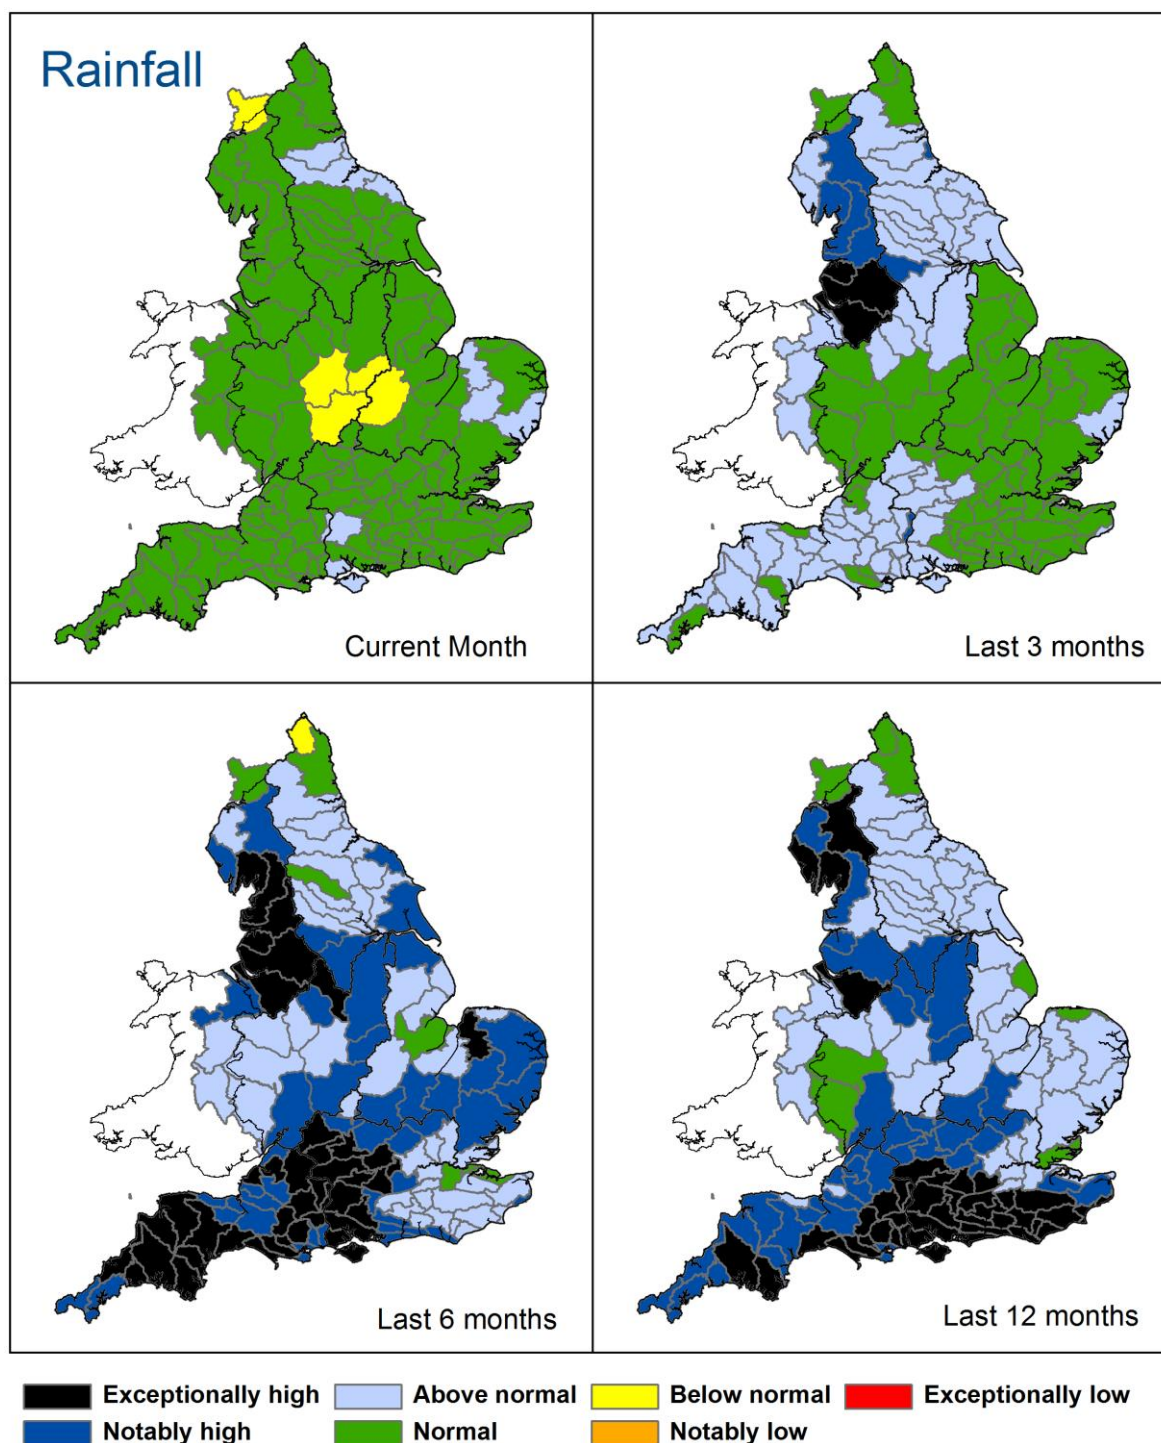 Rainfall
Current Month
Last 3 months
Last 6 months
Last 12 months
Exceptionally high
Above normal
Below normal
Exceptionally low
Notably high
Normal
Notably low